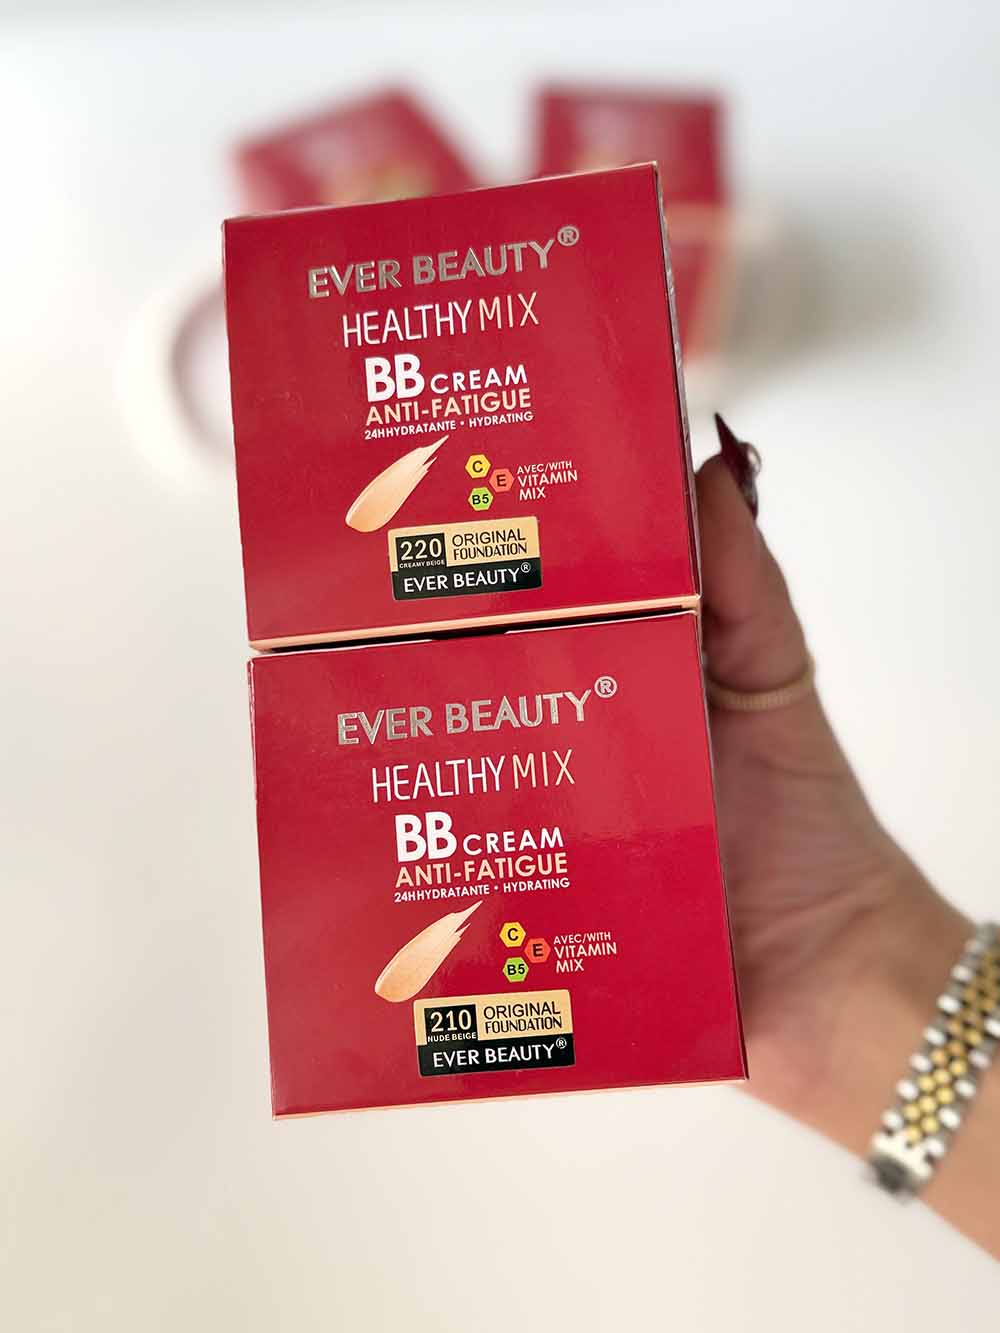 EVER BEAUTY®
HEALTHY MIX
BB CREAM
ANTI-FATIGUE
24H HYDRATANTE • HYDRATING
C
E
B5
AVEC/WITH
VITAMIN
MIX
220
CREAMY BEIGE
ORIGINAL
FOUNDATION
EVER BEAUTY®
EVER BEAUTY®
HEALTHY MIX
BB CREAM
ANTI-FATIGUE
24H HYDRATANTE • HYDRATING
C
E
B5
AVEC/WITH
VITAMIN
MIX
210
NUDE BEIGE
ORIGINAL
FOUNDATION
EVER BEAUTY®